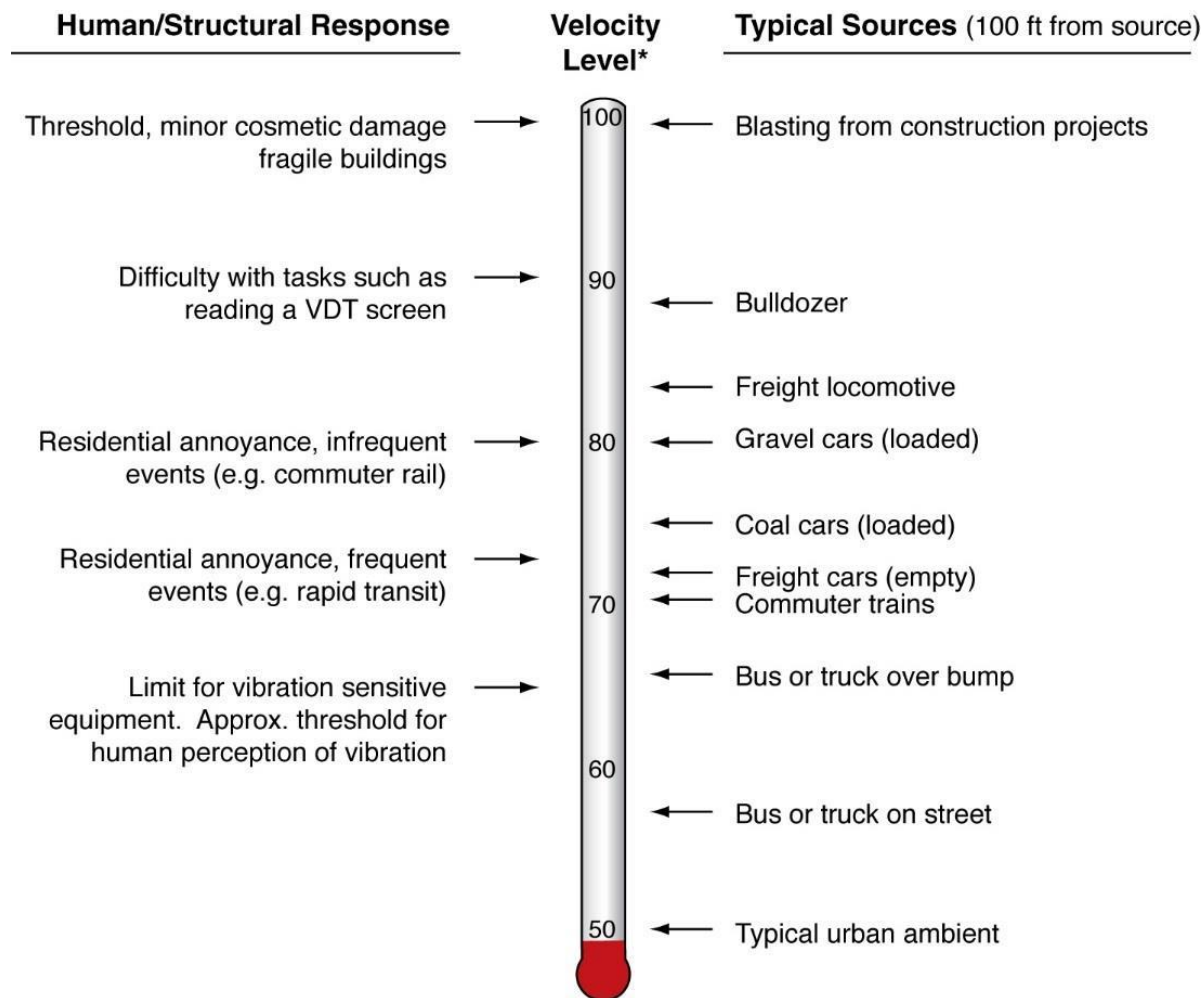 Human/Structural Response
Velocity
Level*
Typical Sources (100 ft from source)
Threshold, minor cosmetic damage
fragile buildings
100
Blasting from construction projects
Difficulty with tasks such as
reading a VDT screen
90
Bulldozer
Freight locomotive
Residential annoyance, infrequent
events (e.g. commuter rail)
80
Gravel cars (loaded)
Coal cars (loaded)
Residential annoyance, frequent
events (e.g. rapid transit)
Freight cars (empty)
70
Commuter trains
Bus or truck over bump
Limit for vibration sensitive
equipment.  Approx. threshold for
human perception of vibration
60
Bus or truck on street
50
Typical urban ambient